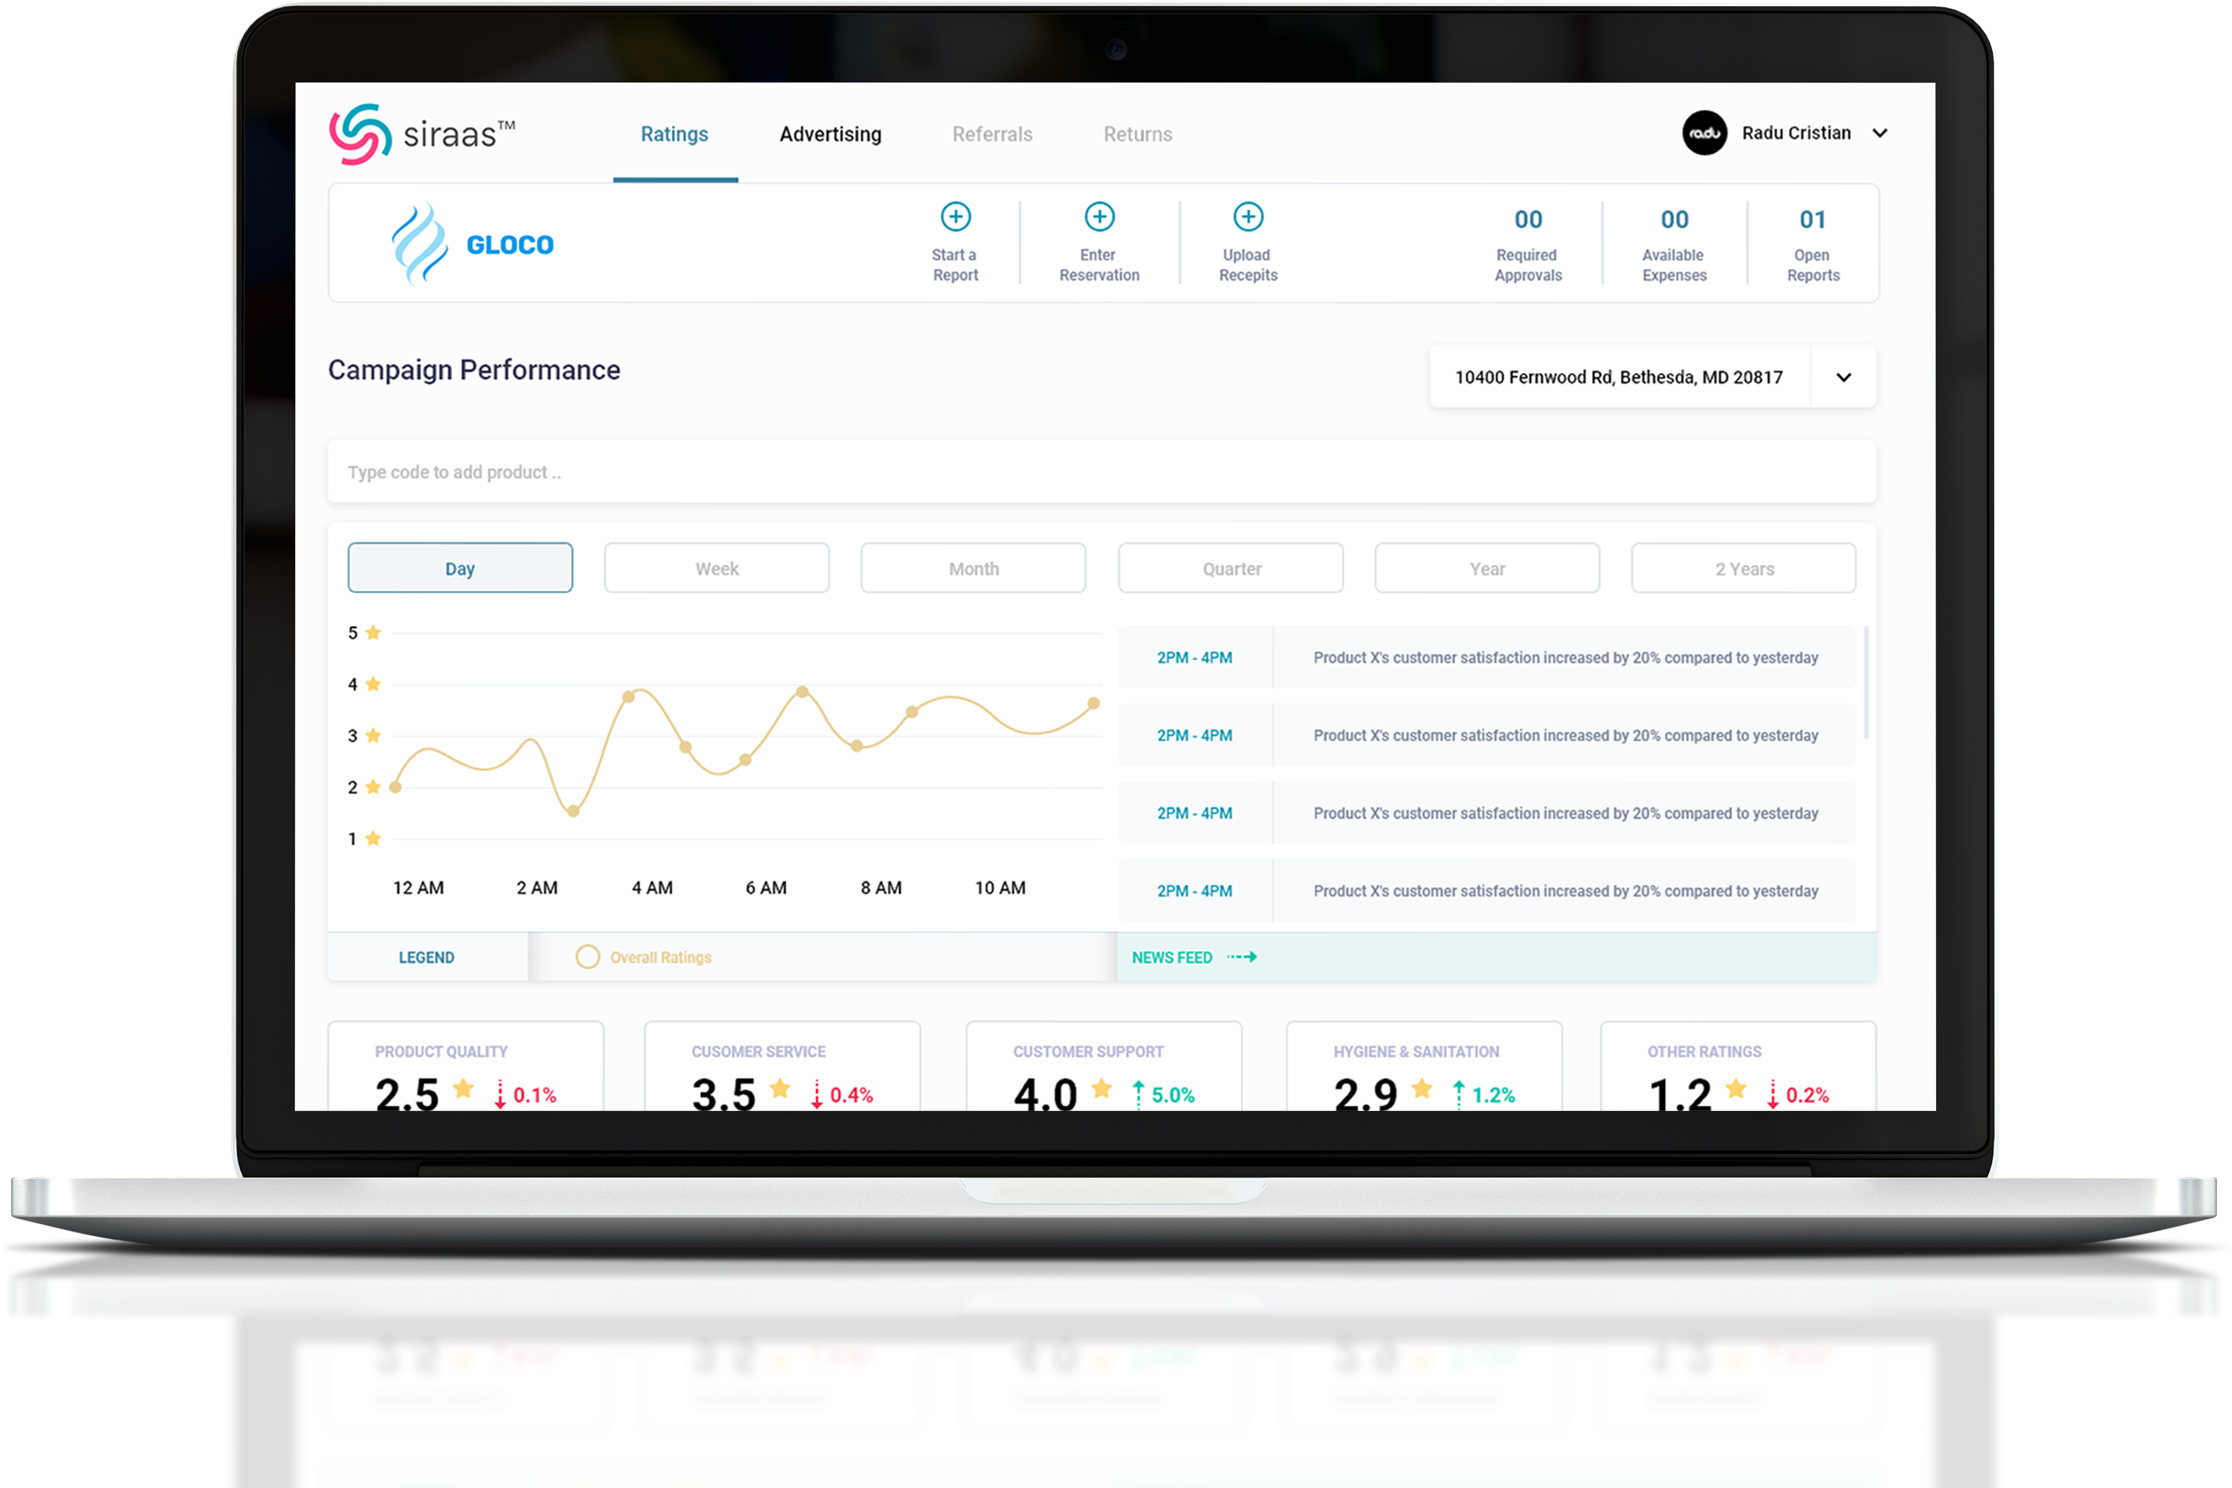 siraas™
Ratings
Advertising
Referrals
Returns
radu
Radu Cristian
GLOCO
Start a
Report
Enter
Reservation
Upload
Recepits
00
Required
Approvals
00
Available
Expenses
01
Open
Reports
Campaign Performance
10400 Fernwood Rd, Bethesda, MD 20817
Type code to add product ..
Day
Week
Month
Quarter
Year
2 Years
5
4
3
2
1
12 AM
2 AM
4 AM
6 AM
8 AM
10 AM
2PM - 4PM
Product X's customer satisfaction increased by 20% compared to yesterday
2PM - 4PM
Product X's customer satisfaction increased by 20% compared to yesterday
2PM - 4PM
Product X's customer satisfaction increased by 20% compared to yesterday
2PM - 4PM
Product X's customer satisfaction increased by 20% compared to yesterday
LEGEND
Overall Ratings
NEWS FEED
PRODUCT QUALITY
2.5
0.1%
CUSOMER SERVICE
3.5
0.4%
CUSTOMER SUPPORT
4.0
5.0%
HYGIENE & SANITATION
2.9
1.2%
OTHER RATINGS
1.2
0.2%